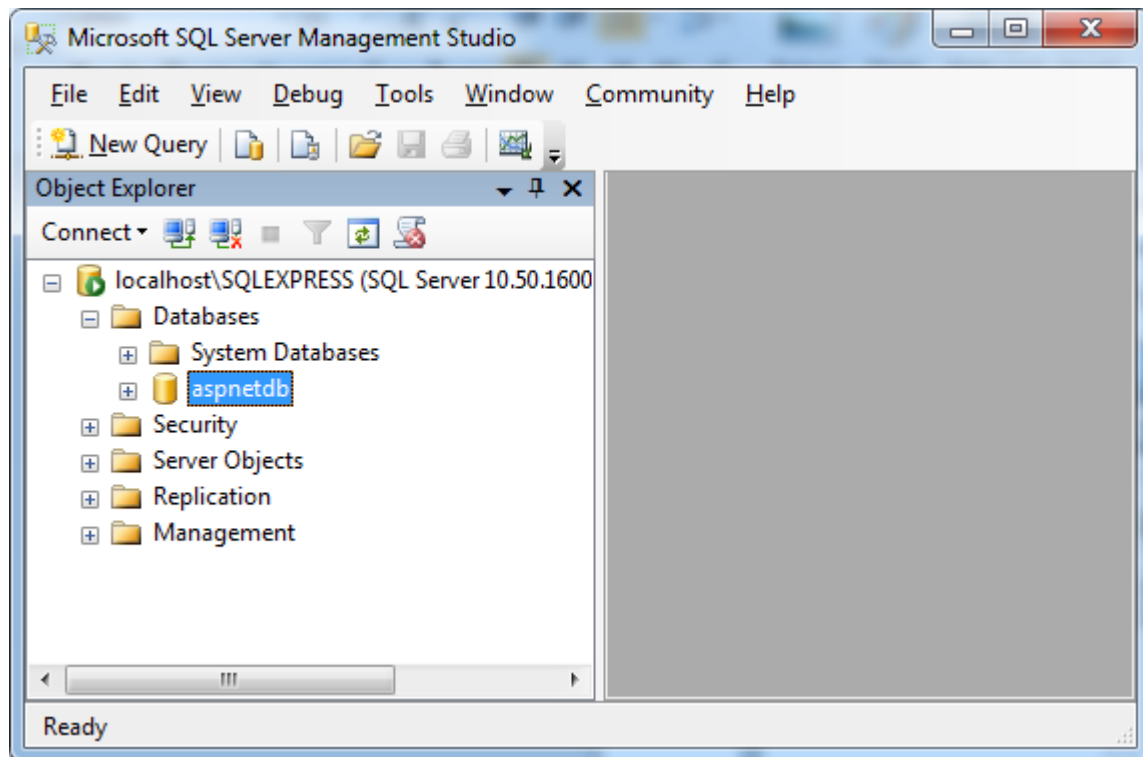 Microsoft SQL Server Management Studio
File Edit View Debug Tools Window Community Help
New Query
Object Explorer
Connect
localhost\SQLEXPRESS (SQL Server 10.50.1600
Databases
System Databases
aspnetdb
Security
Server Objects
Replication
Management
Ready